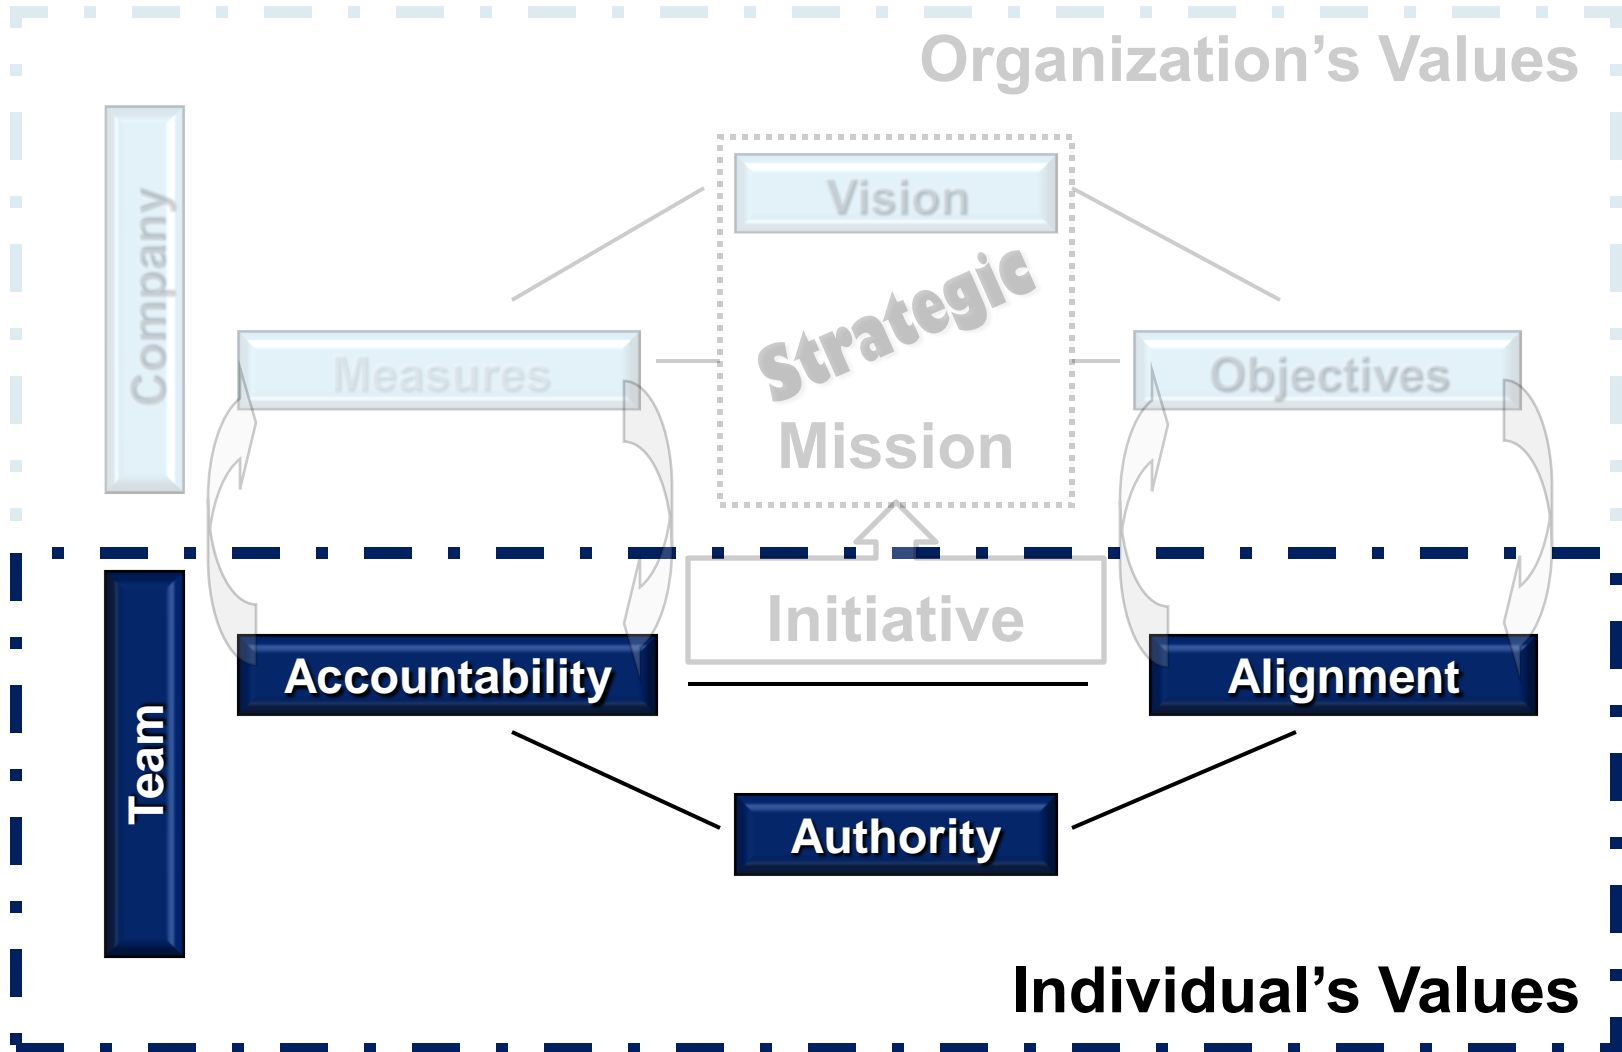 Organization’s Values
Company
Vision
Strategic
Measures
Objectives
Mission
Initiative
Team
Accountability
Alignment
Authority
Individual’s Values